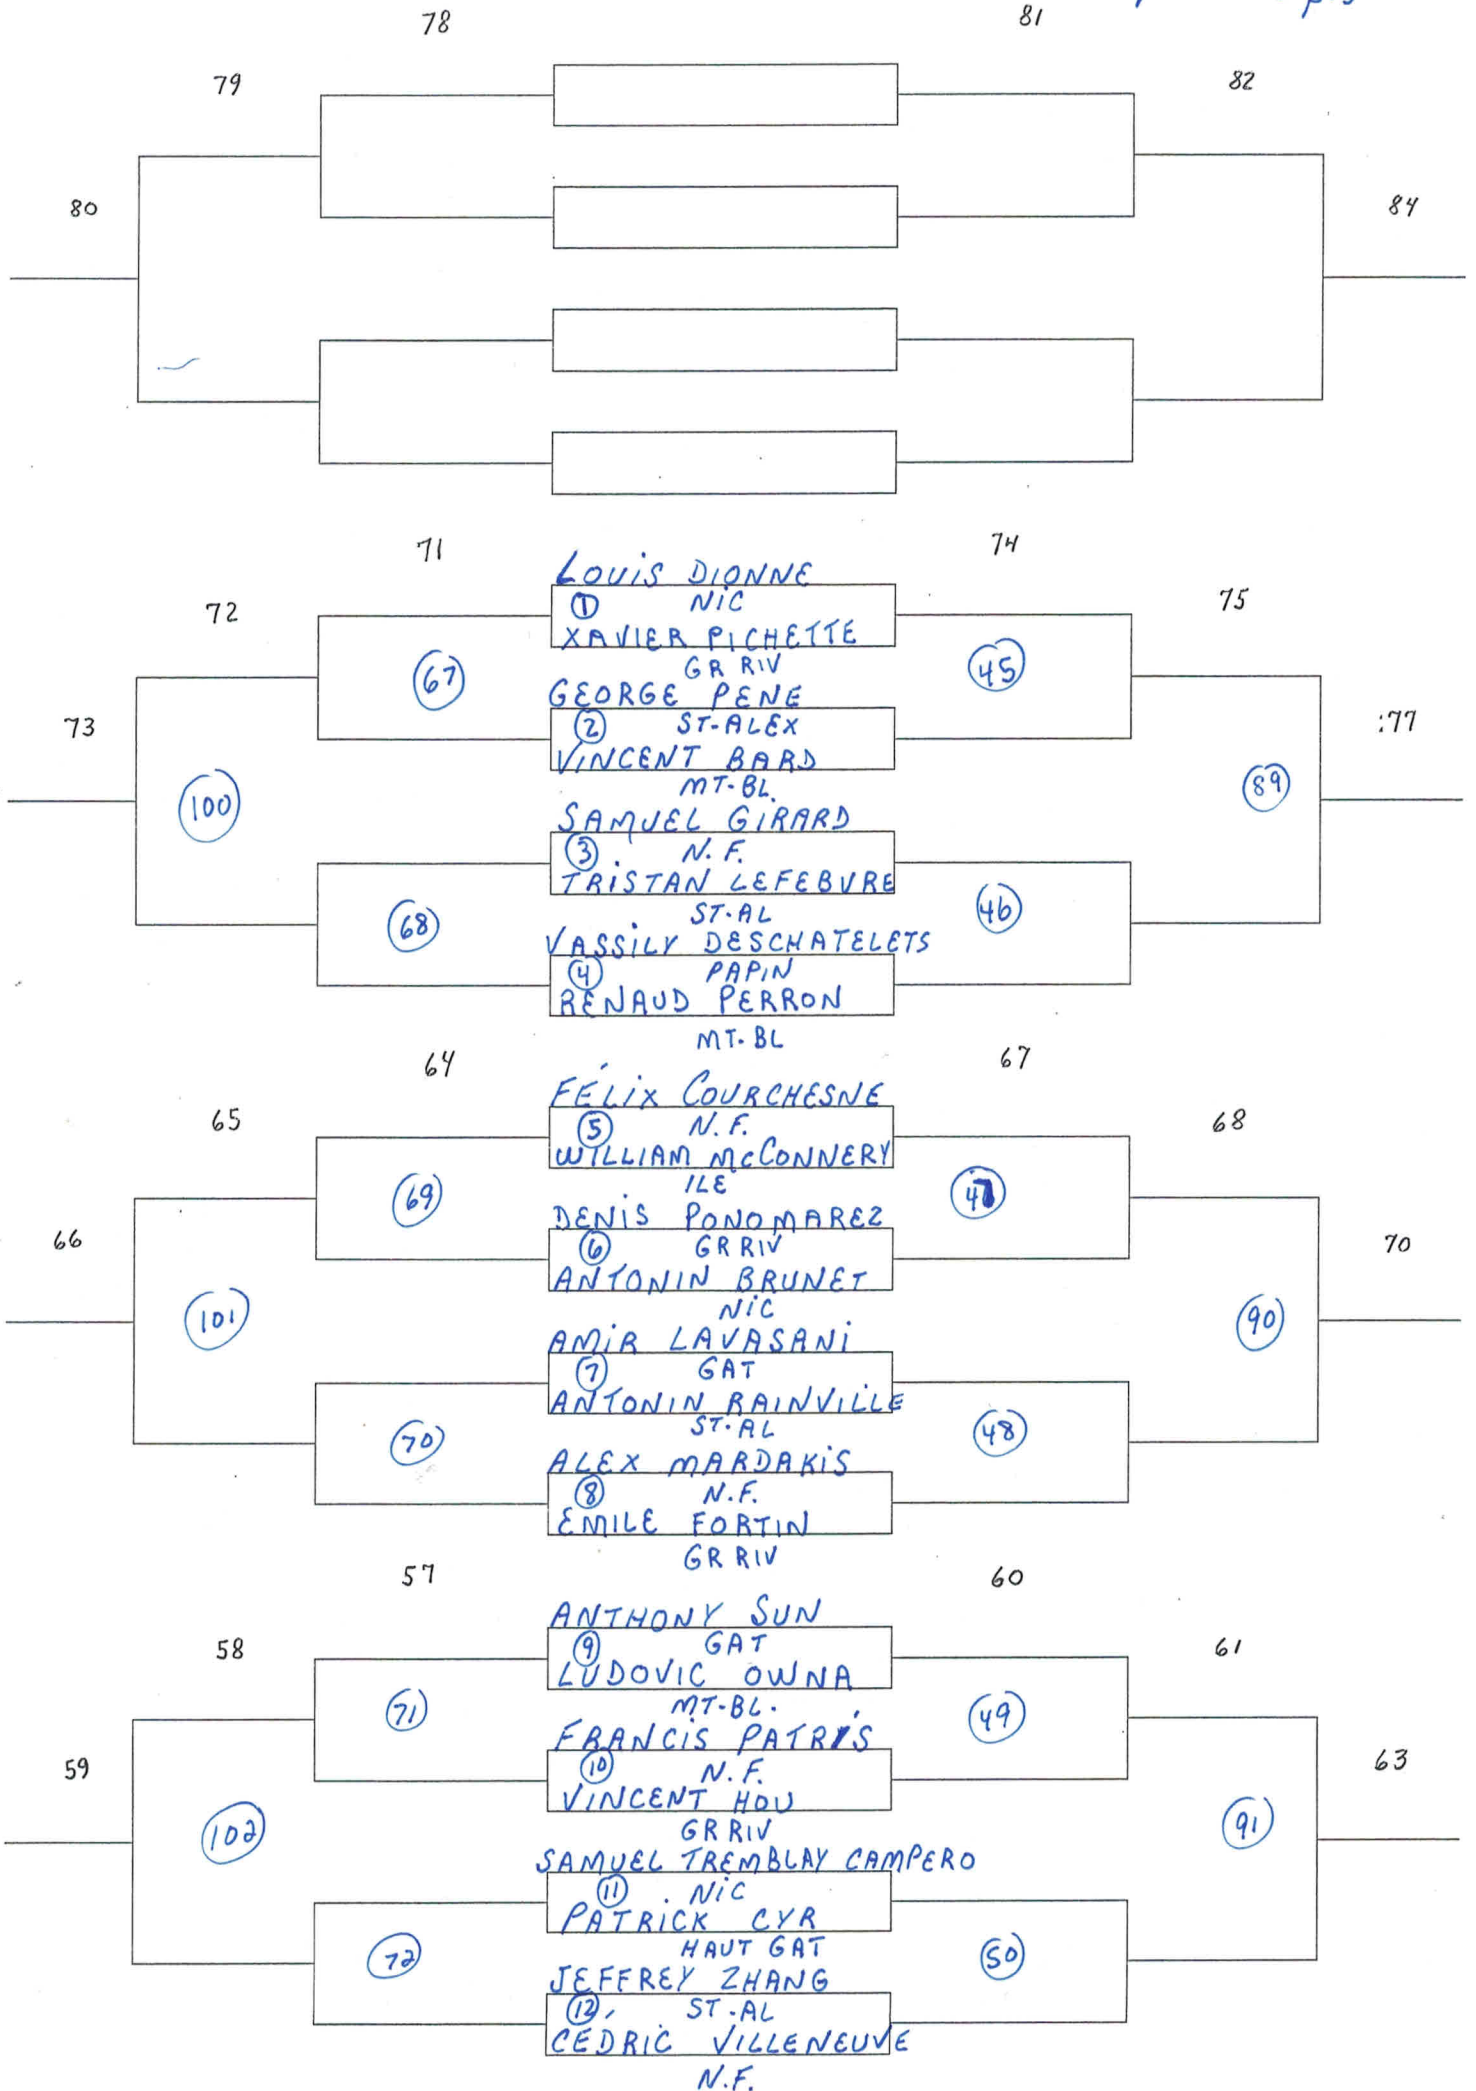 78
81
79
82
80
84
71
LOUIS DIONNE
74
72
① NIC
75
XAVIER PICHETTE
67
GR RIV
45
GEORGE PENE
73
② ST-ALEX
:77
VINCENT BARD
MT-BL.
100
89
SAMUEL GIRARD
③ N.F.
TRISTAN LEFEBVRE
68
ST-AL
46
VASSILY DESCHATELETS
④ PAPIN
RENAUD PERRON
MT-BL
64
67
FÉLIX COURCHESNE
65
⑤ N.F.
68
WILLIAM McCONNERY
69
ILE
47
DENIS PONOMAREZ
66
⑥ GR RIV
70
ANTONIN BRUNET
101
NIC
90
AMIR LAVASANI
⑦ GAT
ANTONIN RAINVILLE
70
ST-AL
48
ALEX MARDAKIS
⑧ N.F.
EMILE FORTIN
GR RIV
57
60
ANTHONY SUN
58
⑨ GAT
61
LUDOVIC OWNA
71
MT-BL.
49
FRANCIS PATRIS
59
⑩ N.F.
63
VINCENT HOU
102
GR RIV
91
SAMUEL TREMBLAY CAMPERO
⑪ NIC
PATRICK CYR
72
HAUT GAT
50
JEFFREY ZHANG
⑫ ST-AL
CÉDRIC VILLENEUVE
N.F.